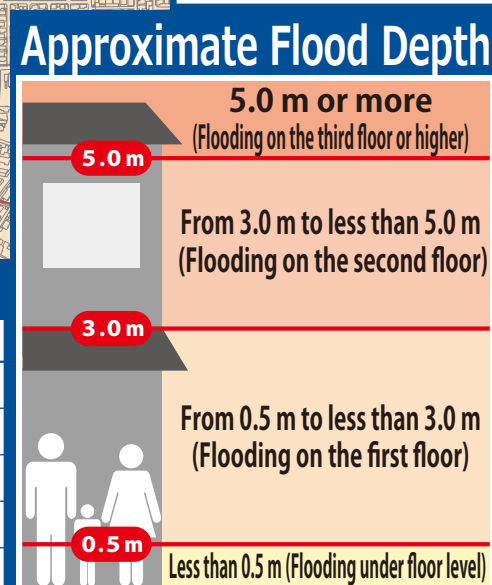 Approximate Flood Depth
5.0 m or more
(Flooding on the third floor or higher)
5.0 m
From 3.0 m to less than 5.0 m
(Flooding on the second floor)
3.0 m
From 0.5 m to less than 3.0 m
(Flooding on the first floor)
0.5 m
Less than 0.5 m (Flooding under floor level)